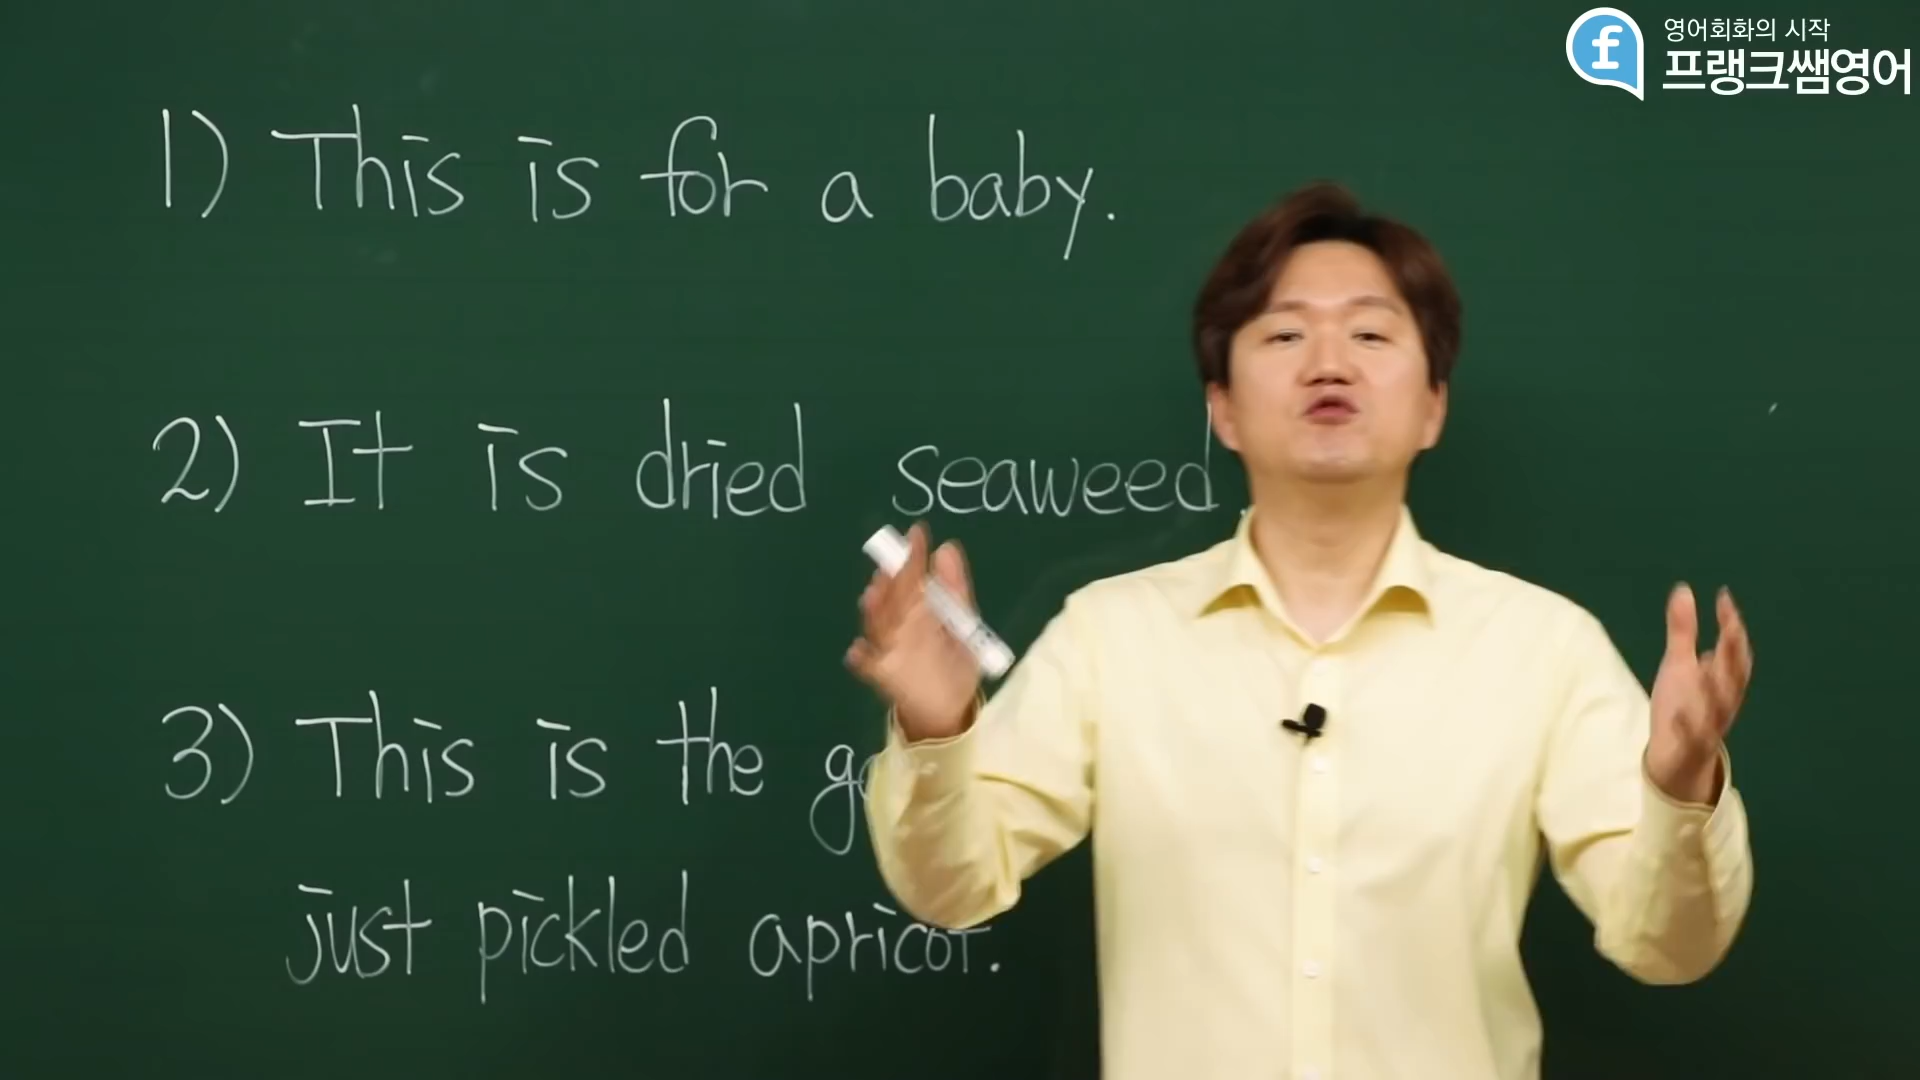 영어회화의 시작
프랭크쌤영어
1) This is for a baby.
2) It is dried seaweed.
3) This is the
just pickled apricot.